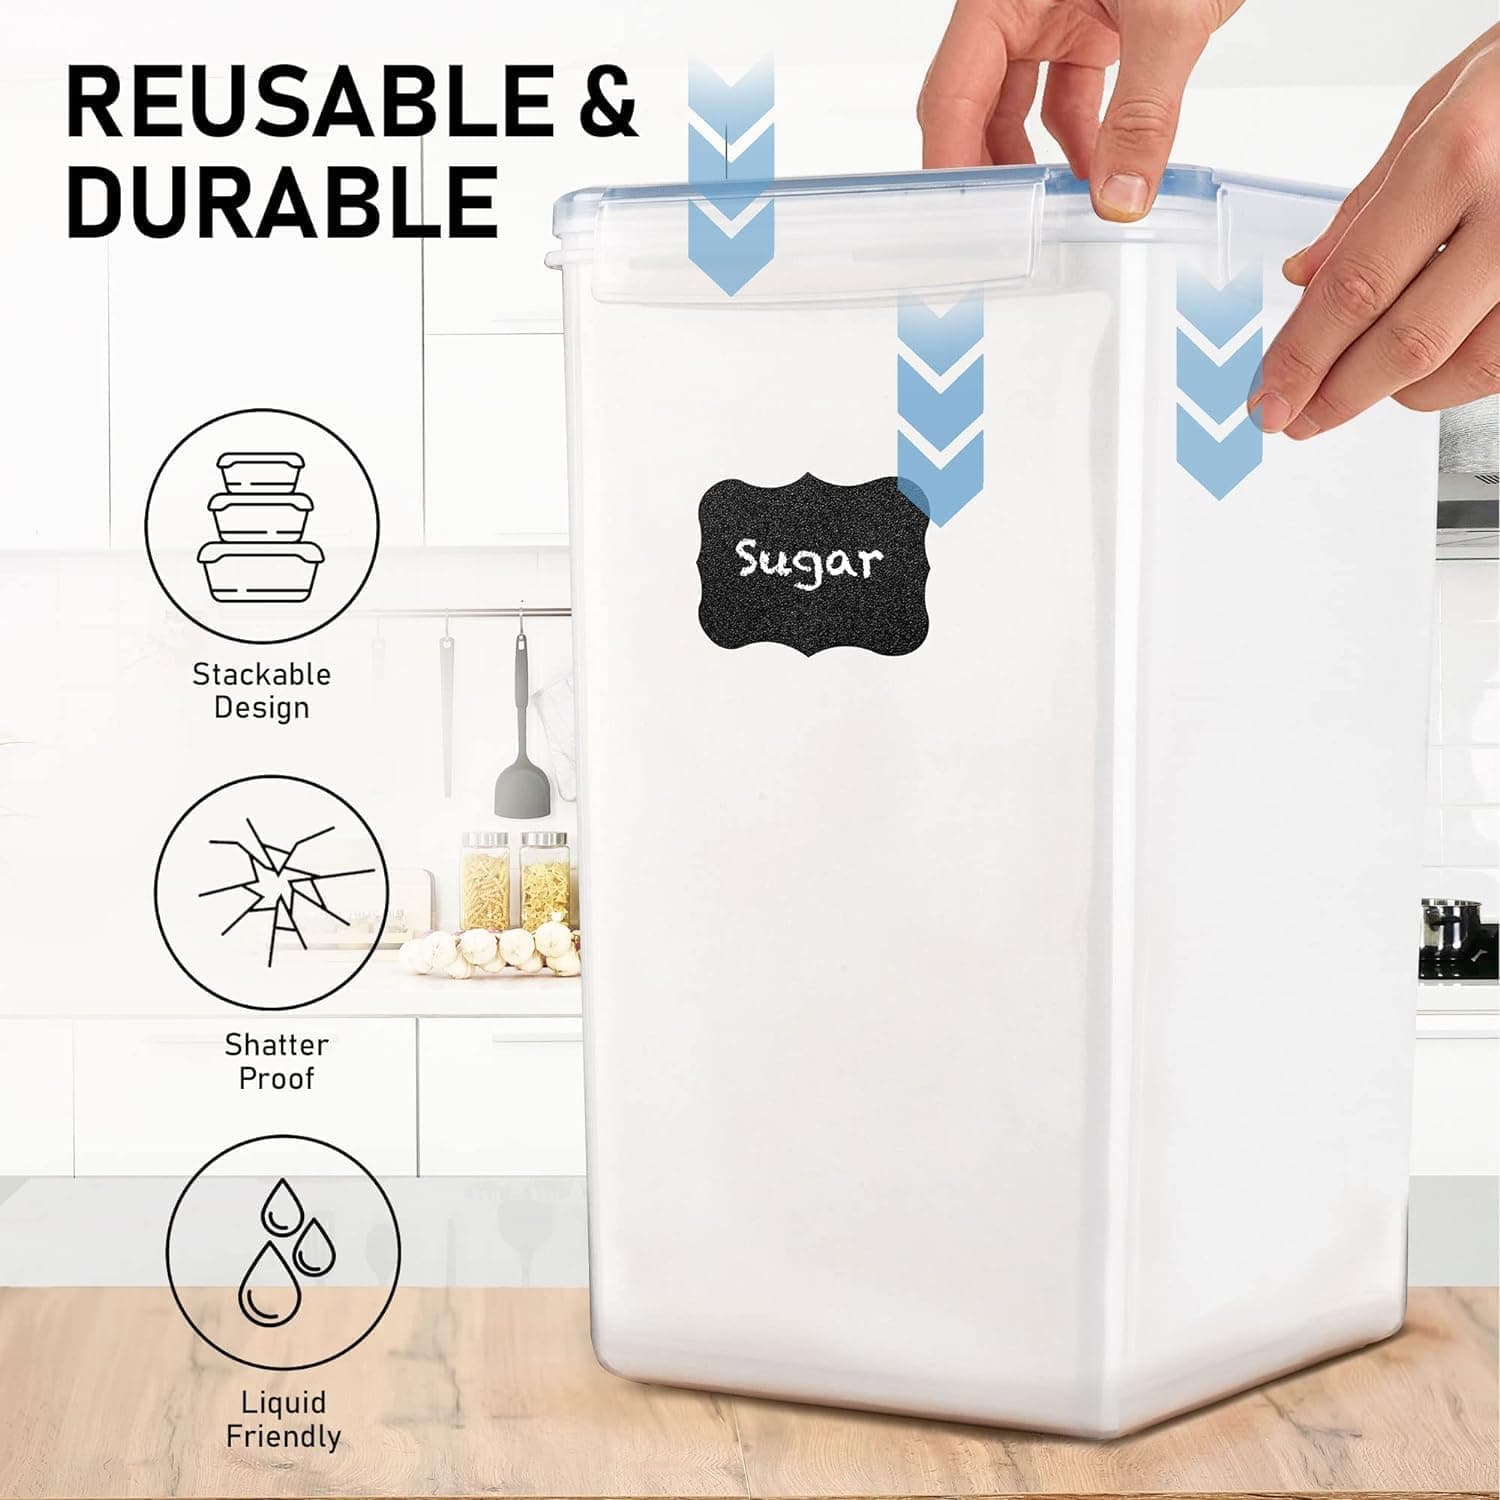 REUSABLE &
DURABLE
Sugar
Stackable
Design
Shatter
Proof
Liquid
Friendly